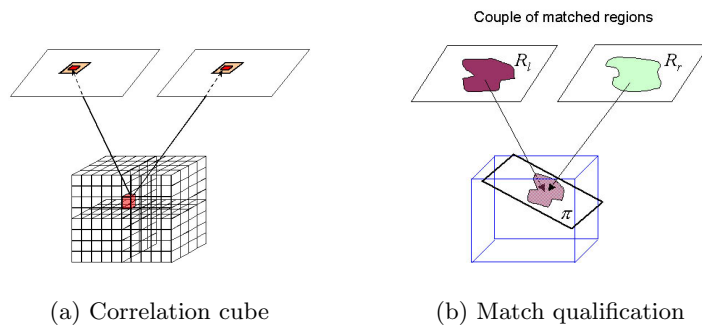 Couple of matched regions
R_l
R_r
π
(a) Correlation cube
(b) Match qualification